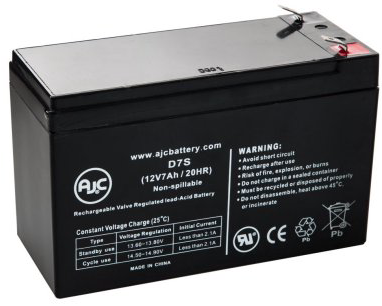 www.ajcbattery.com
D7S
(12V7Ah / 20HR)
Non-spillable
AJC
Rechargeable Valve Regulated lead-Acid Battery
Constant Voltage Charge (25°C)
Type Voltage Regulation Initial Current
Standby use 13.60~13.80V Less than 2.1A
Cycle use 14.50~14.90V Less than 2.1A
MADE IN CHINA
WARNING:
Avoid short circuit
Recharge after use
Risk of fire, explosion, or burns
Do not charge in gas tight container
Must be recycled or disposed of properly
Do not disassemble, heat above 45°C,
or incinerate
UL
CE
Pb
Pb